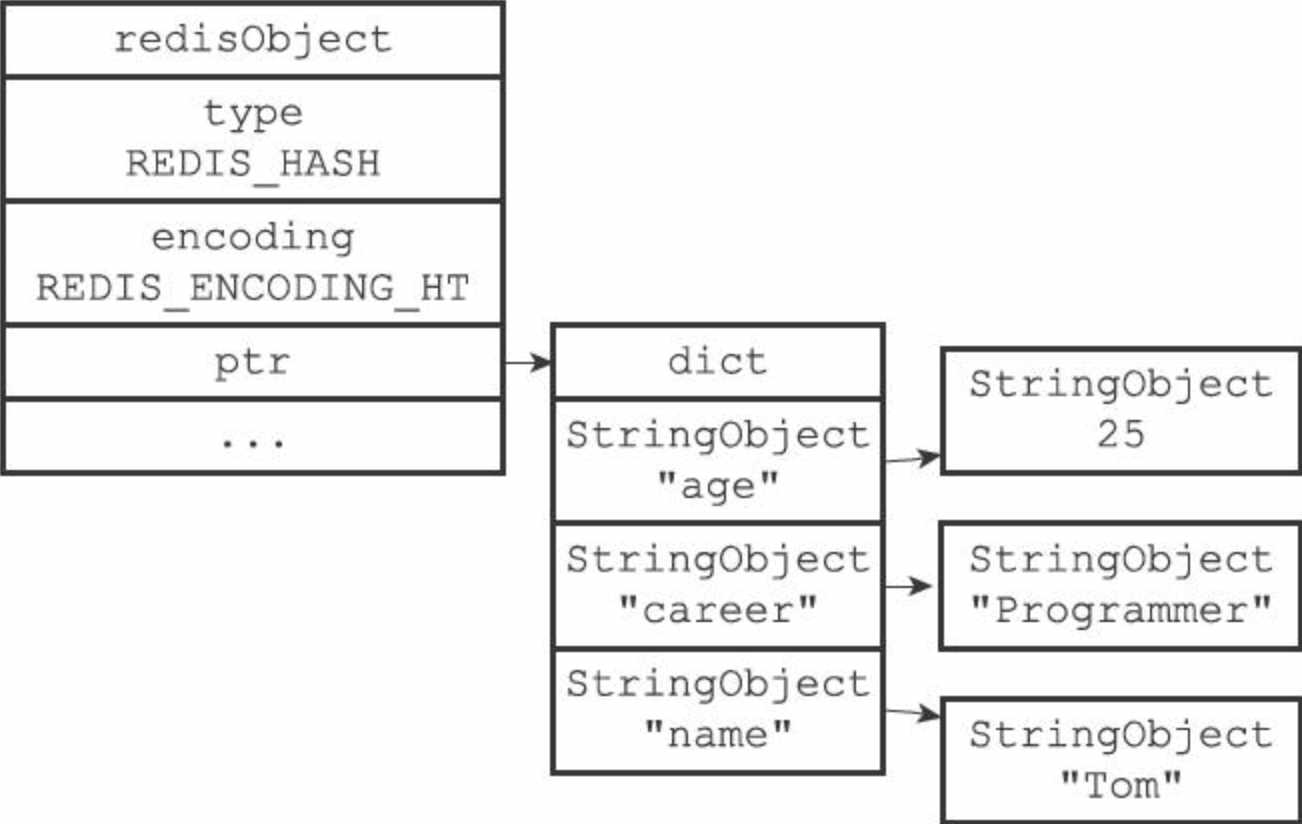 redisObject
type
REDIS_HASH
encoding
REDIS_ENCODING_HT
ptr
...
dict
StringObject
"age"
StringObject
"career"
StringObject
"name"
StringObject
25
StringObject
"Programmer"
StringObject
"Tom"